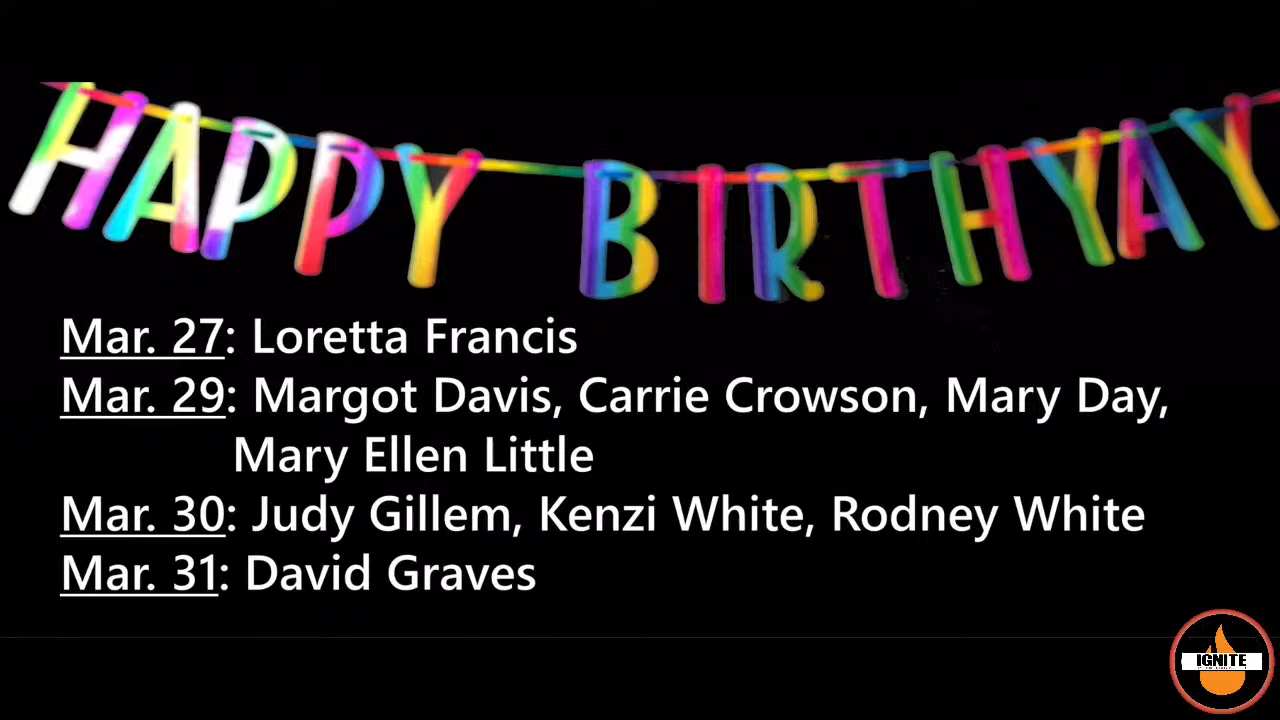 HAPPY BIRTHYAY
Mar. 27: Loretta Francis
Mar. 29: Margot Davis, Carrie Crowson, Mary Day,
Mary Ellen Little
Mar. 30: Judy Gillem, Kenzi White, Rodney White
Mar. 31: David Graves
IGNITE